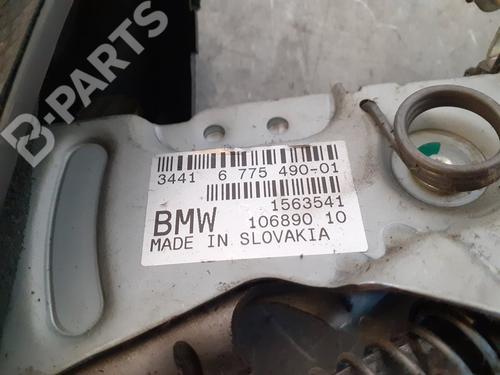 B-PARTS
3441 6 775 490-01
1563541
BMW 106890 10
MADE IN SLOVAKIA